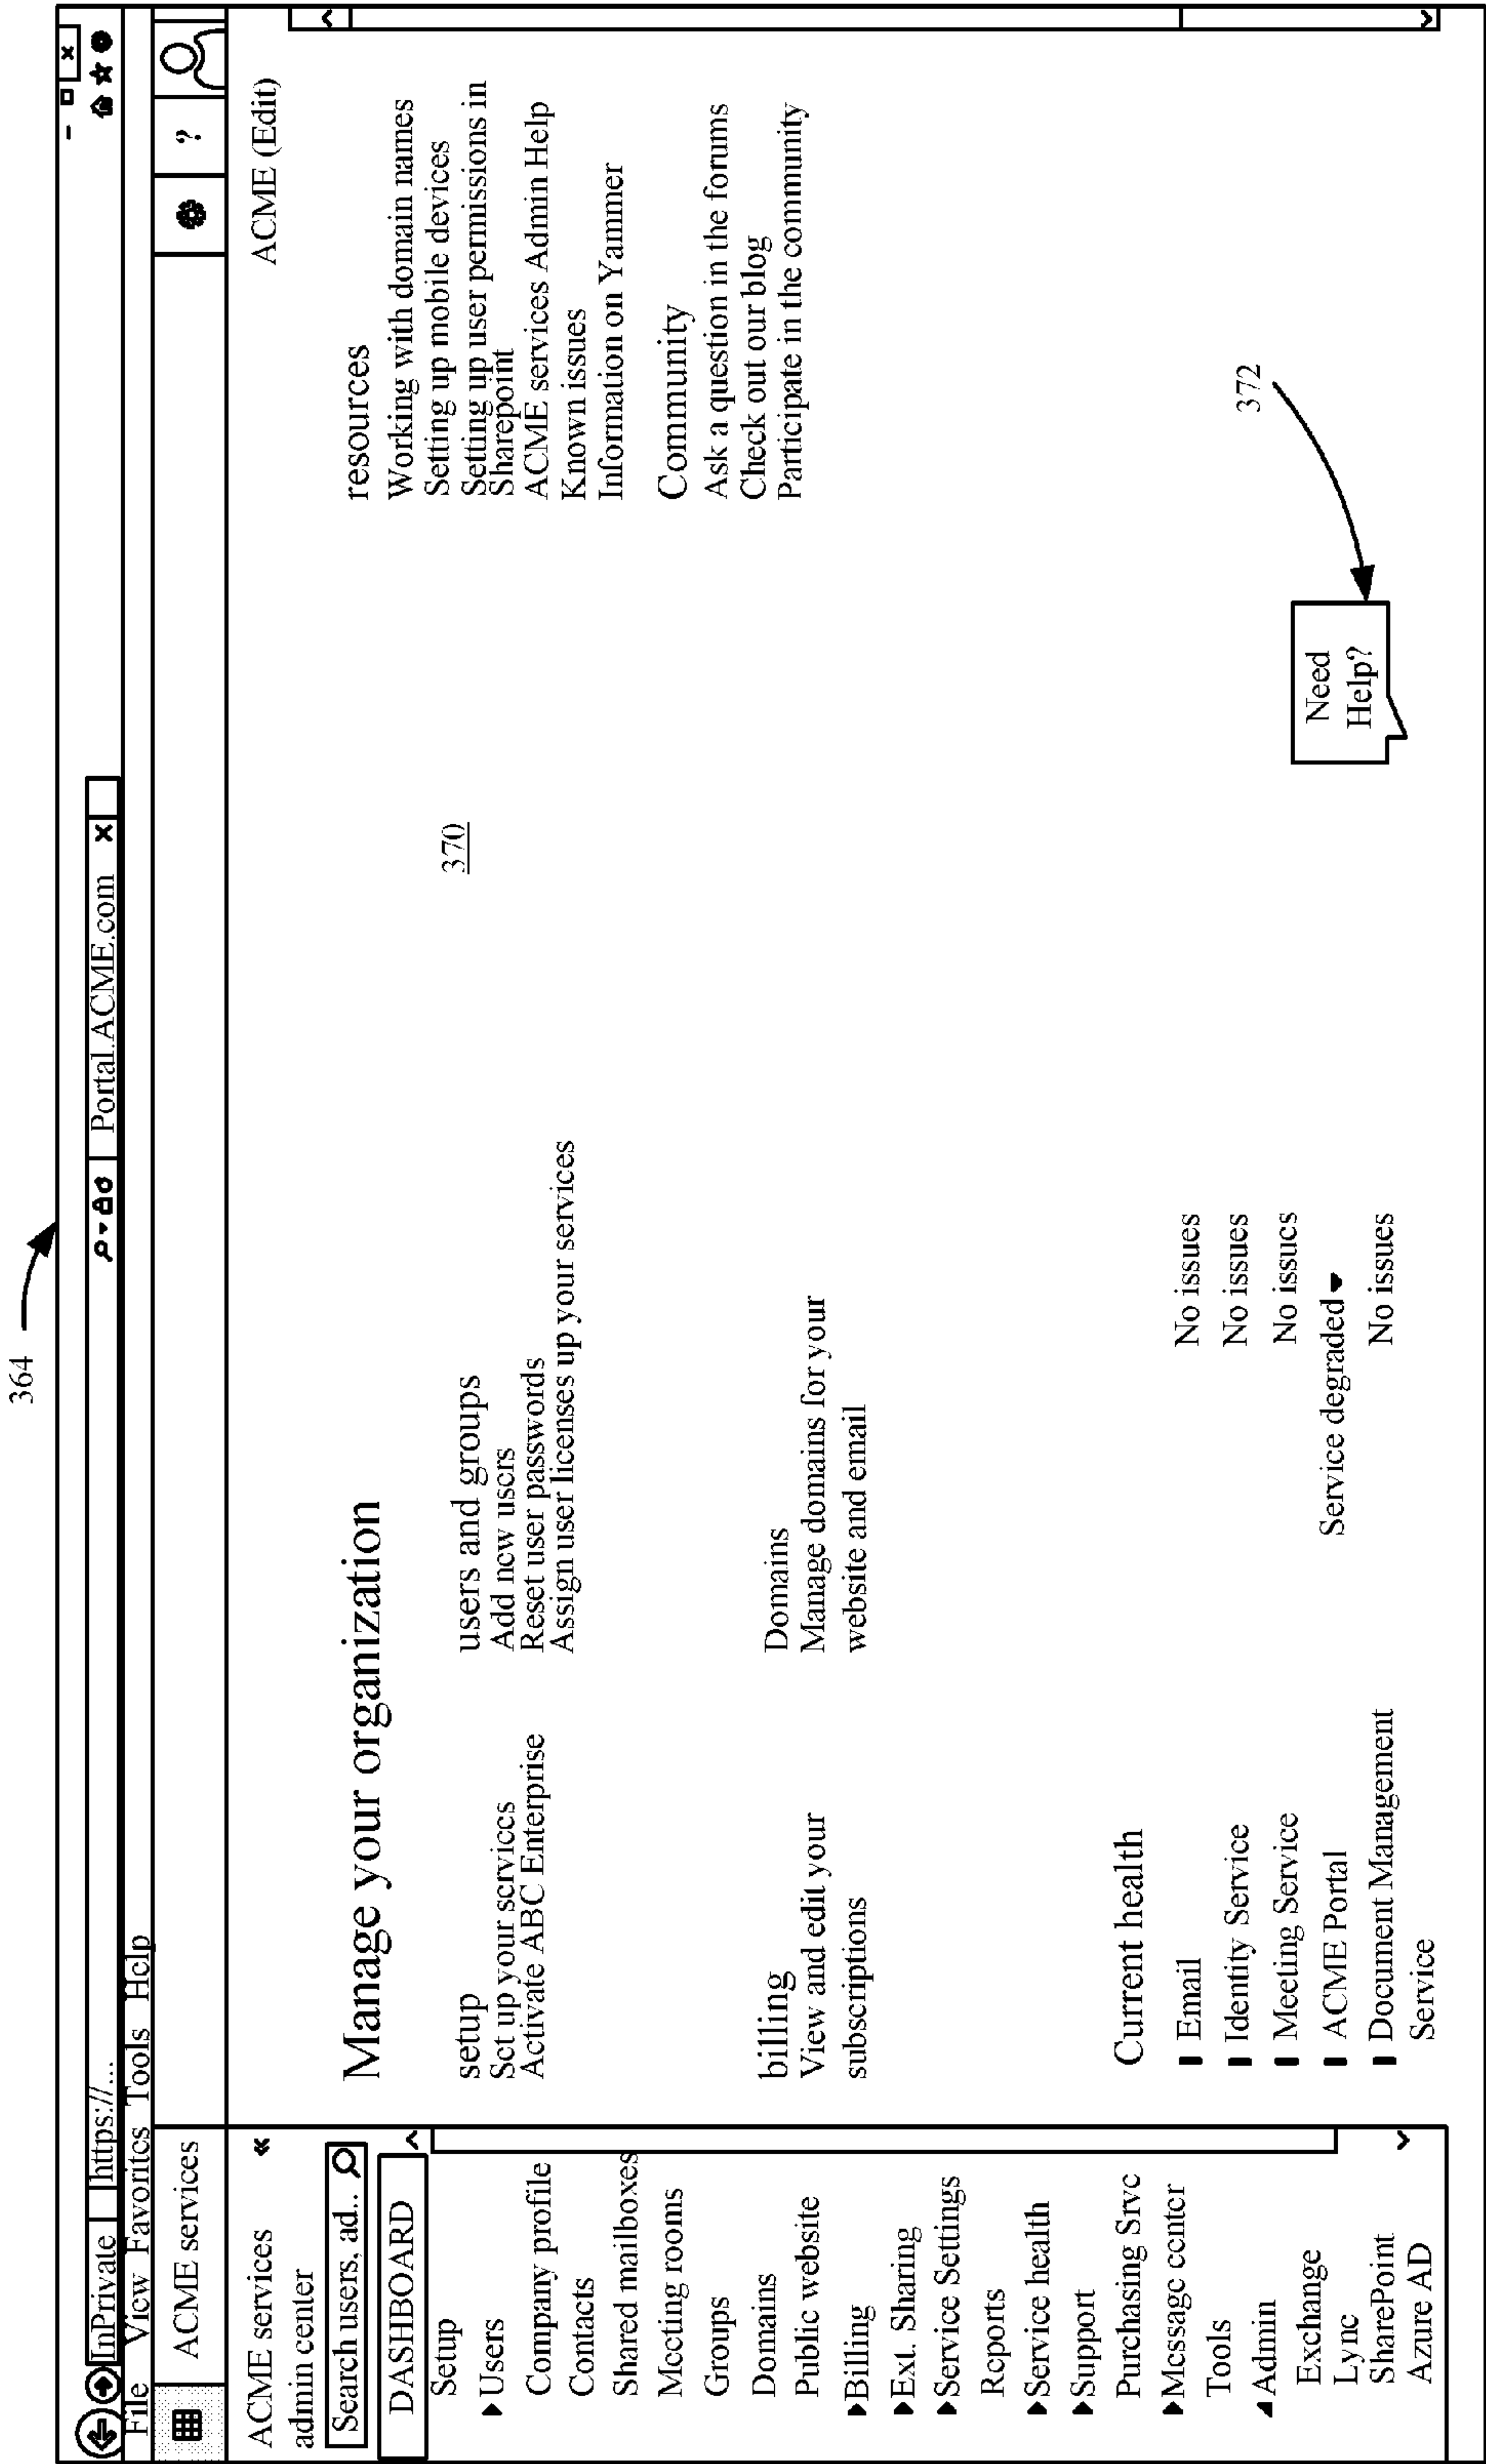 364
InPrivate https://... Portal.ACME.com x
File View Favorites Tools Help
ACME services ?
ACME services «
admin center
Search users, ad..
DASHBOARD
Setup
Users
Company profile
Contacts
Shared mailboxes
Meeting rooms
Groups
Domains
Public website
Billing
Ext. Sharing
Service Settings
Reports
Service health
Support
Purchasing Srvc
Message center
Tools
Admin
Exchange
Lync
SharePoint
Azure AD
ACME (Edit)
Manage your organization
setup
Set up your services
Activate ABC Enterprise
users and groups
Add new users
Reset user passwords
Assign user licenses up your services
370
billing
View and edit your
subscriptions
Domains
Manage domains for your
website and email
Current health
Email No issues
Identity Service No issues
Meeting Service No issues
ACME Portal Service degraded
Document Management No issues
Service
resources
Working with domain names
Setting up mobile devices
Setting up user permissions in
Sharepoint
ACME services Admin Help
Known issues
Information on Yammer
Community
Ask a question in the forums
Check out our blog
Participate in the community
372
Need
Help?